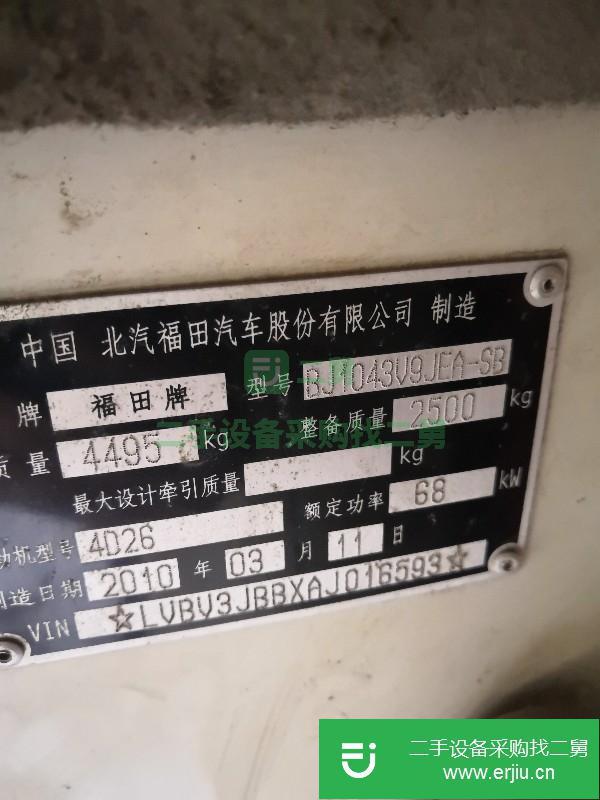 中国 北汽福田汽车股份有限公司 制造
牌 福田牌 型号 BJ1043V9JEA-SB
质量 4495 kg 整备质量 2500 kg
最大设计牵引质量 kg
动机型号 4D26 额定功率 68 kW
制造日期 2010 年 03 月 11 日
VIN ☆LVBV3JBBXAJ016593☆
二手设备采购找二舅
二手设备采购找二舅
www.erjiu.cn